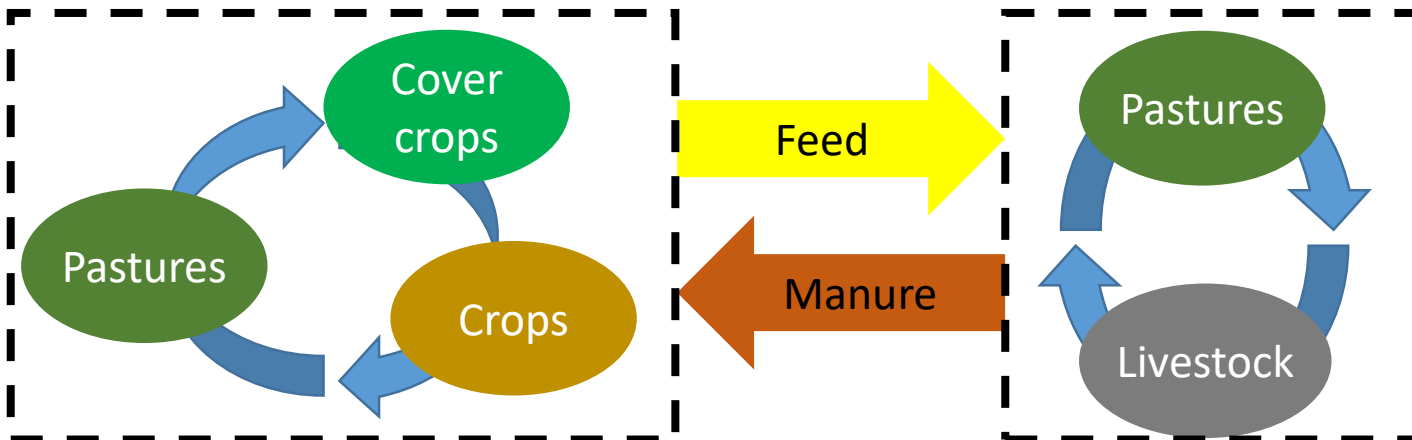 Cover
crops
Pastures
Crops
Feed
Manure
Pastures
Livestock